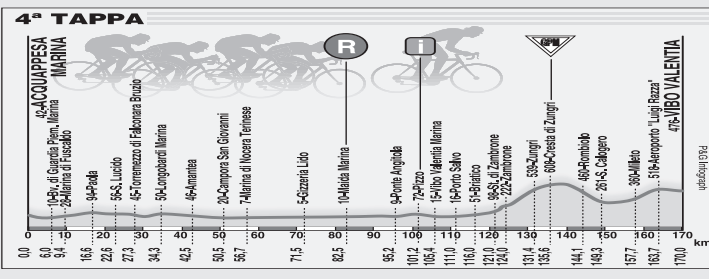 4ª TAPPA
R
i
GPM
42-ACQUAPPESA MARINA
10-Biv. di Guardia Piem. Marina
28-Marina di Fuscaldo
94-Paola
56-S. Lucido
45-Torremezzo di Falconara Bruzio
50-Longobardi Marina
46-Amantea
20-Campora San Giovanni
7-Marina di Nocera Terinese
5-Gizzeria Lido
10-Maida Marina
9-Ponte Angitola
72-Pizzo
15-Vibo Valentia Marina
16-Porto Salvo
51-Briatico
98-Bv. di Zambrone
222-Zambrone
539-Zungri
609-Cresta di Zungri
460-Rombiolo
261-S. Calogero
360-Mileto
516-Aeroporto "Luigi Razza"
476-VIBO VALENTIA
P&G Infograph
0 10 20 30 40 50 60 70 80 90 100 110 120 130 140 150 160 170
km
0,0 6,0 9,4 16,6 22,6 27,3 34,3 42,5 50,5 56,7 71,5 82,5 95,2 101,2 105,4 111,0 116,0 121,0 124,0 131,4 135,6 144,1 149,3 157,7 163,7 170,0